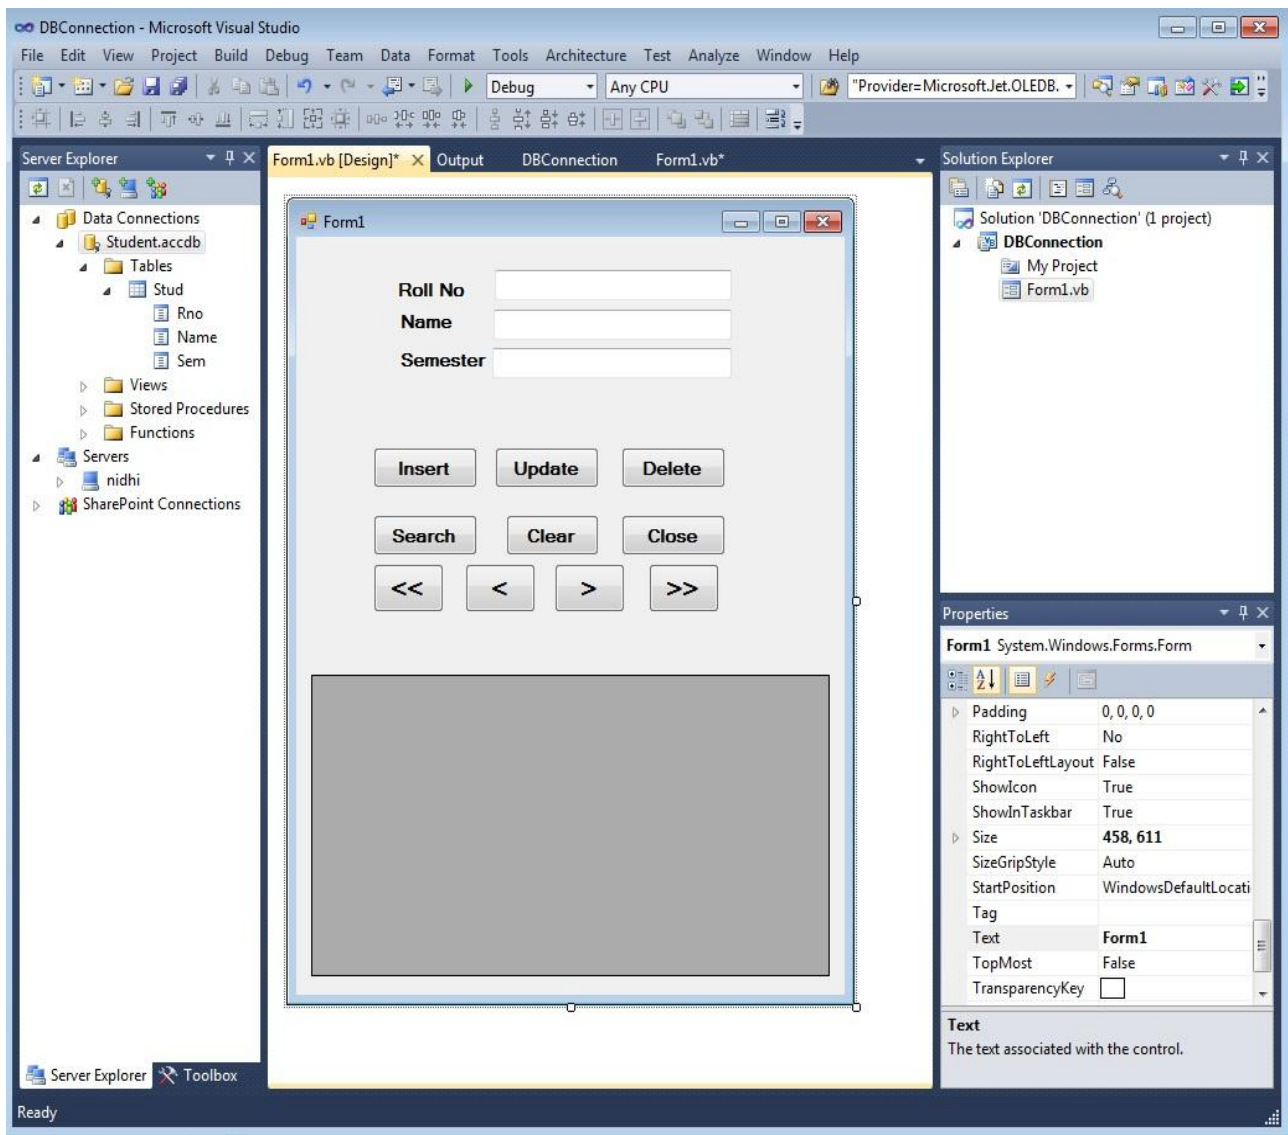 DBConnection - Microsoft Visual Studio
File Edit View Project Build Debug Team Data Format Tools Architecture Test Analyze Window Help
Debug Any CPU "Provider=Microsoft.Jet.OLEDB.
Server Explorer
Data Connections
Student.accdb
Tables
Stud
Rno
Name
Sem
Views
Stored Procedures
Functions
Servers
nidhi
SharePoint Connections
Server Explorer Toolbox
Form1.vb [Design]* Output DBConnection Form1.vb*
Form1
Roll No
Name
Semester
Insert Update Delete
Search Clear Close
<< < > >>
Solution Explorer
Solution 'DBConnection' (1 project)
DBConnection
My Project
Form1.vb
Properties
Form1 System.Windows.Forms.Form
Padding 0, 0, 0, 0
RightToLeft No
RightToLeftLayout False
ShowIcon True
ShowInTaskbar True
Size 458, 611
SizeGripStyle Auto
StartPosition WindowsDefaultLocati
Tag
Text Form1
TopMost False
TransparencyKey
Text
The text associated with the control.
Ready